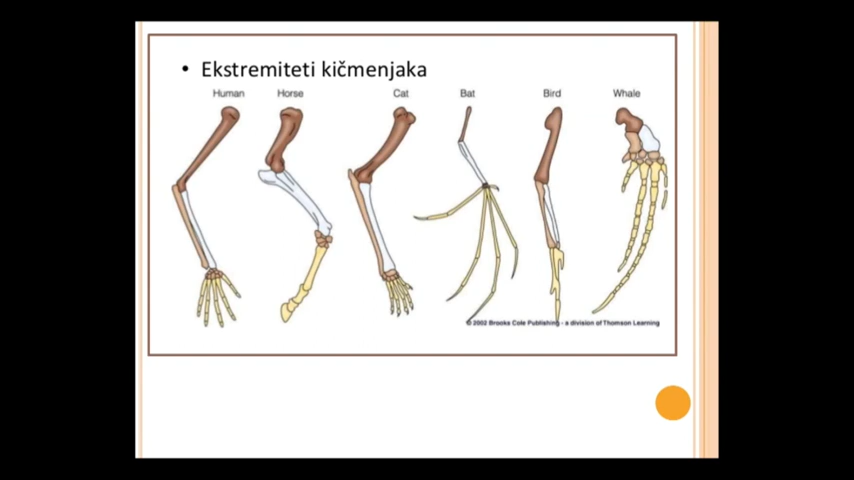 • Ekstremiteti kičmenjaka
Human Horse Cat Bat Bird Whale
© 2002 Brooks Cole Publishing - a division of Thomson Learning